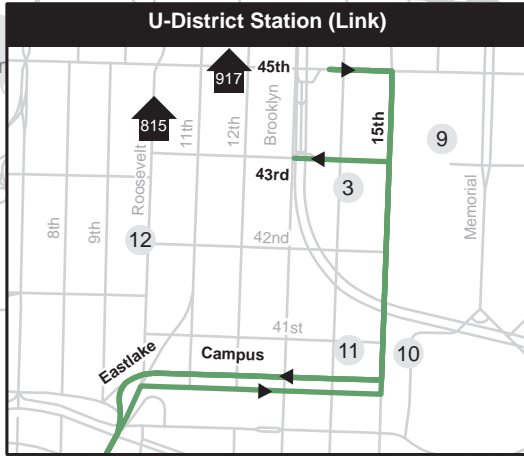 U-District Station (Link)
917
45th
815
11th
12th
Brooklyn
15th
9
43rd
3
Roosevelt
8th
9th
Memorial
12
42nd
41st
11
10
Campus
Eastlake